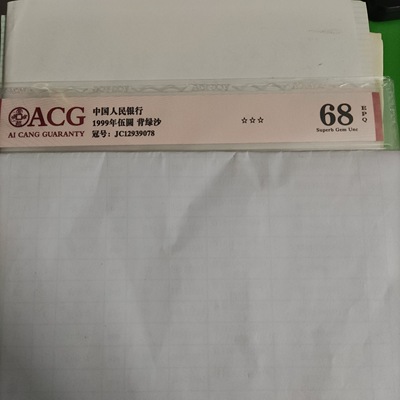 ACG
AI CANG GUARANTY
中国人民银行
1999年伍圆 背绿沙
冠号：JC12939078
☆☆☆
68
EPQ
Superb Gem Unc